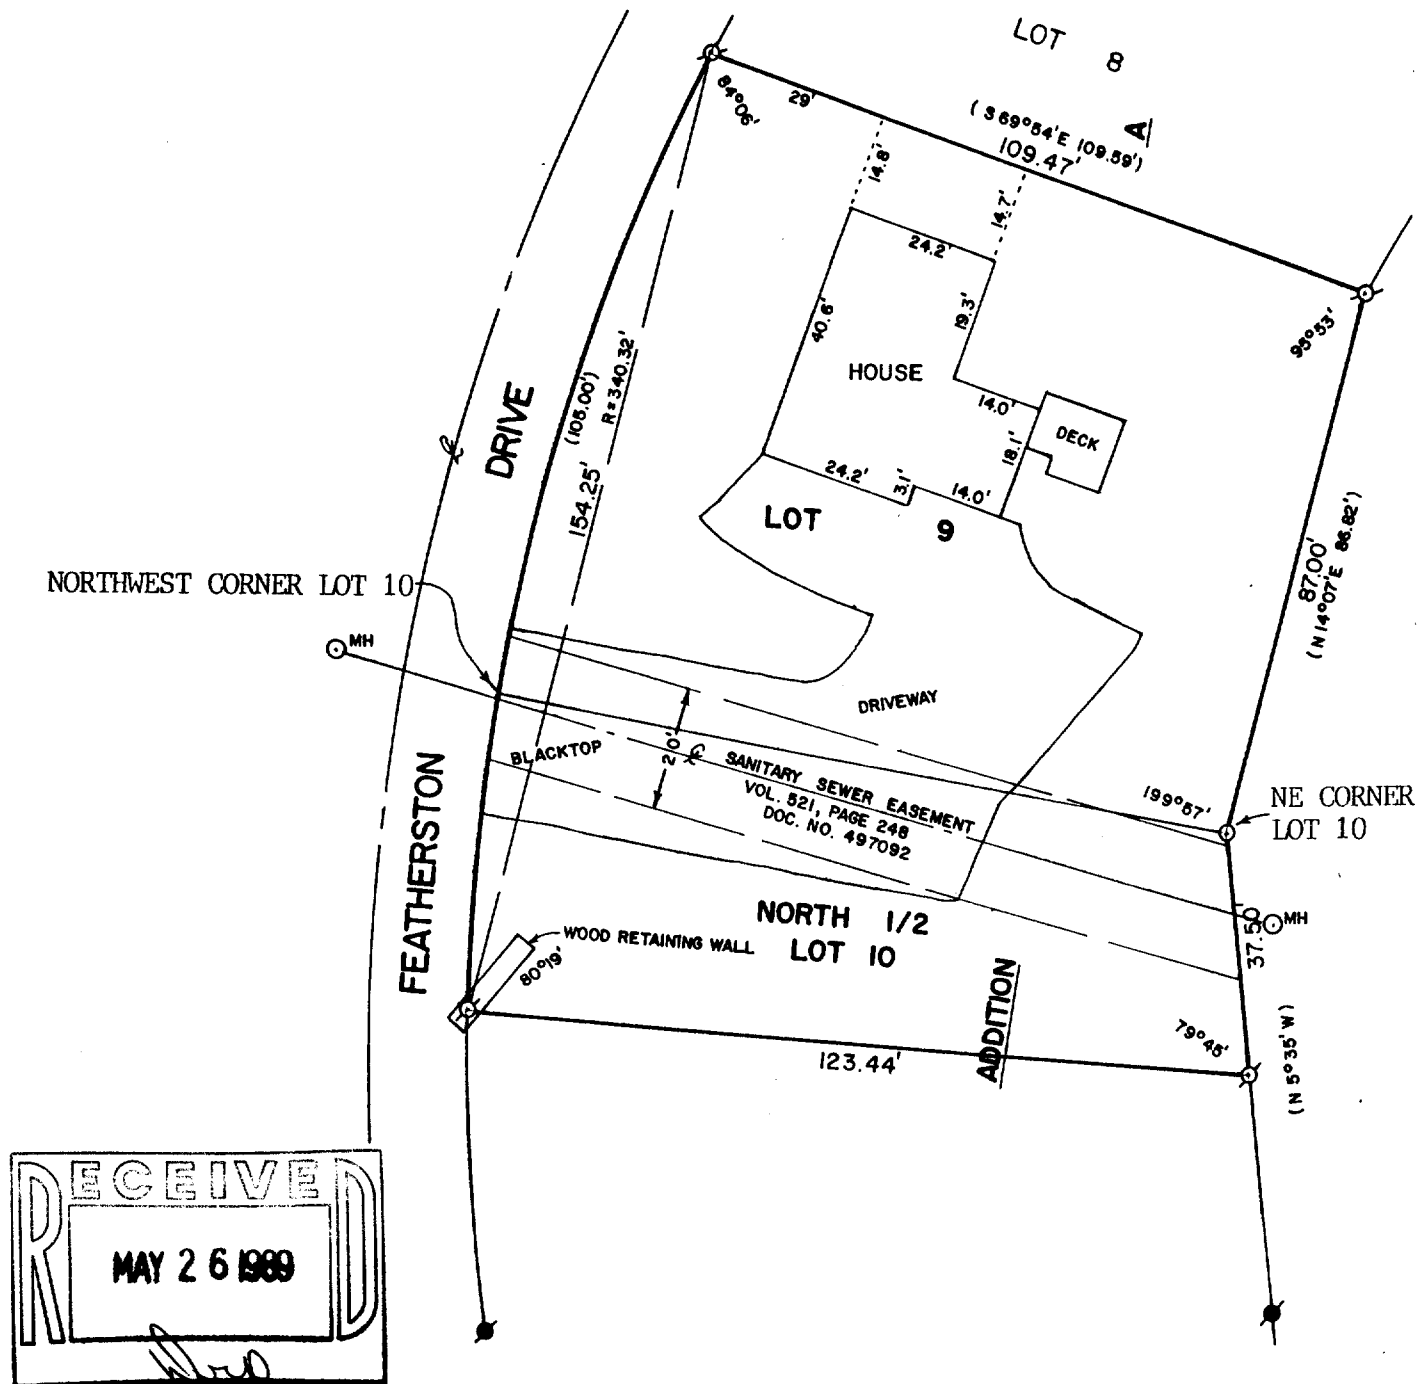 LOT 8
A
(S69°54'E 109.59')
109.47'
29'
84°06'
14.8'
14.7'
24.2'
95°53'
40.6'
19.3'
HOUSE
14.0'
DECK
18.1'
24.2'
3.1'
14.0'
LOT 9
DRIVE
(105.00')
R=340.32'
154.25'
87.00'
(N14°07'E 86.82')
NORTHWEST CORNER LOT 10
MH
DRIVEWAY
BLACKTOP
20'
SANITARY SEWER EASEMENT
VOL. 521, PAGE 248
DOC. NO. 497092
199°57'
NE CORNER
LOT 10
FEATHERSTON
MH
37.50'
NORTH 1/2
LOT 10
WOOD RETAINING WALL
80°19'
ADDITION
79°45'
(N5°35'W)
123.44'
RECEIVED
MAY 26 1989